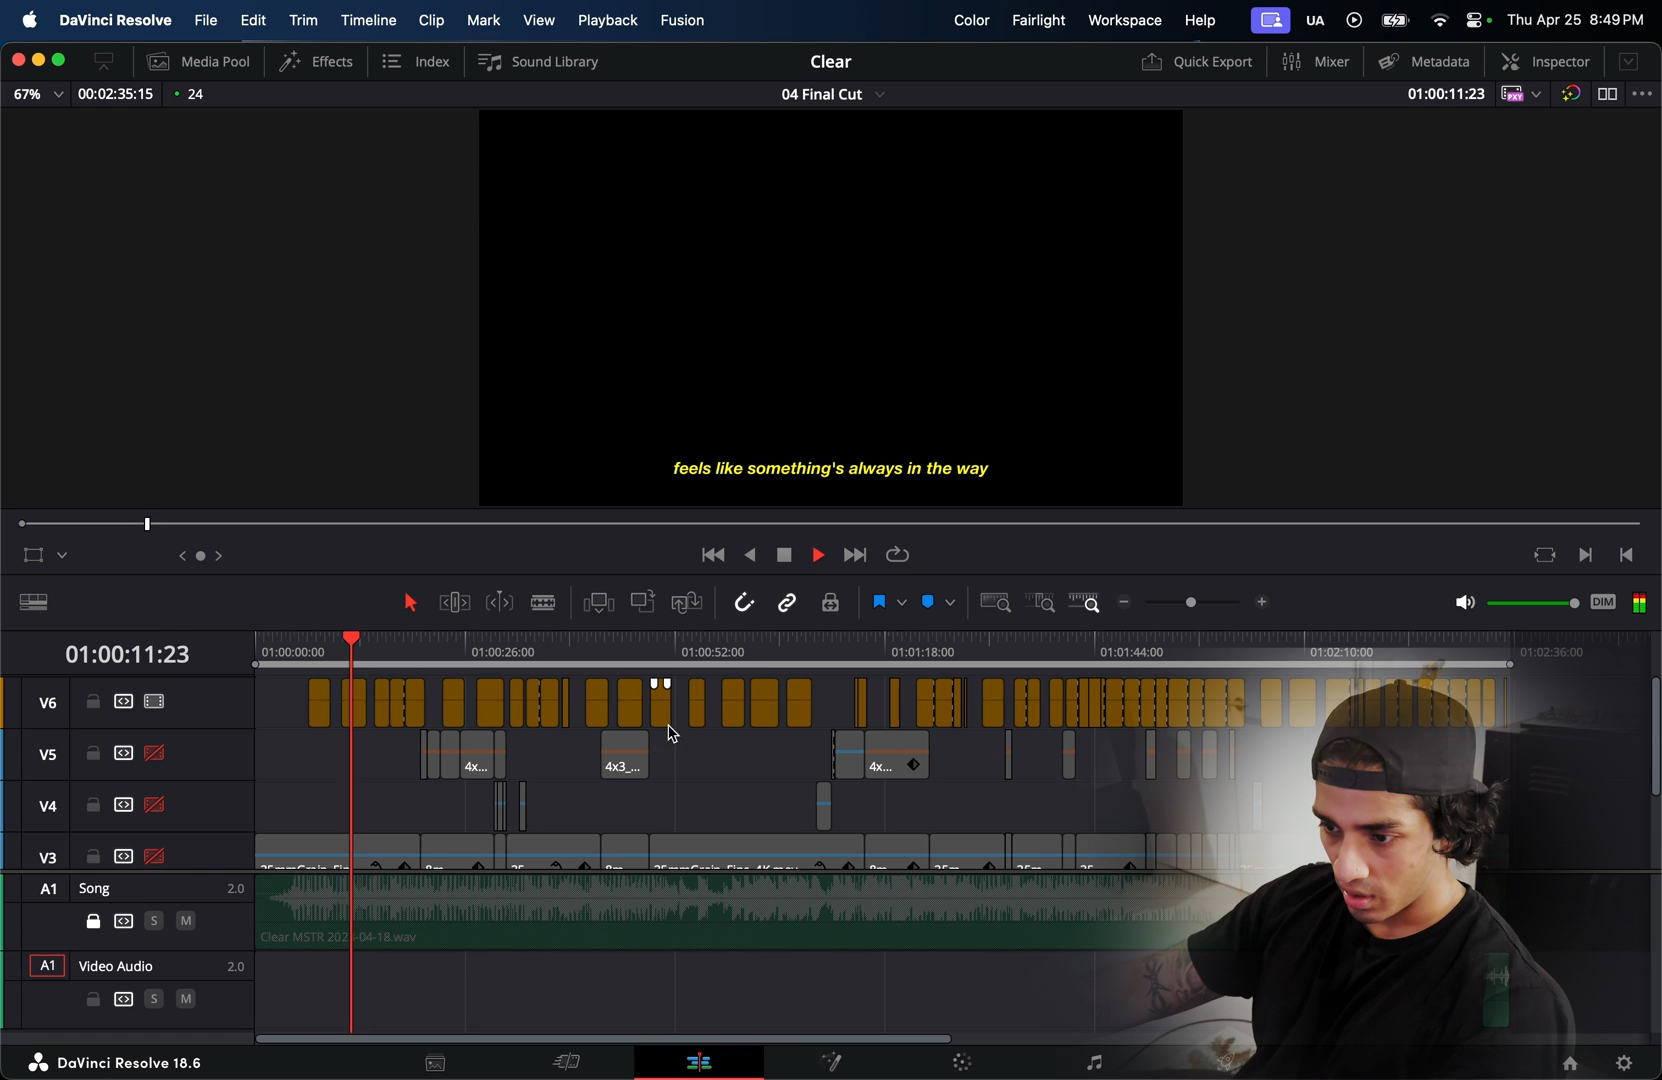 DaVinci Resolve File Edit Trim Timeline Clip Mark View Playback Fusion Color Fairlight Workspace Help UA Thu Apr 25 8:49 PM
Media Pool Effects Index Sound Library Clear Quick Export Mixer Metadata Inspector
67% 00:02:35:15 24 04 Final Cut 01:00:11:23 PXY
feels like something's always in the way
DIM
01:00:11:23 01:00:00:00 01:00:26:00 01:00:52:00 01:01:18:00 01:01:44:00 01:02:10:00 01:02:36:00
V6
V5 4x... 4x3_... 4x...
V4
V3
A1 Song 2.0
S M
Clear MSTR 202 -04-18.wav
A1 Video Audio 2.0
S M
DaVinci Resolve 18.6